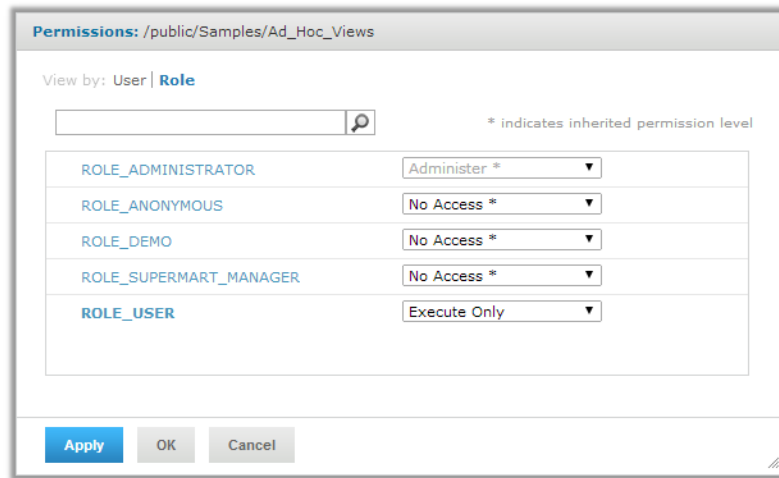 Permissions: /public/Samples/Ad_Hoc_Views
View by: User | Role
* indicates inherited permission level
ROLE_ADMINISTRATOR Administer *
ROLE_ANONYMOUS No Access *
ROLE_DEMO No Access *
ROLE_SUPERMART_MANAGER No Access *
ROLE_USER Execute Only
Apply OK Cancel